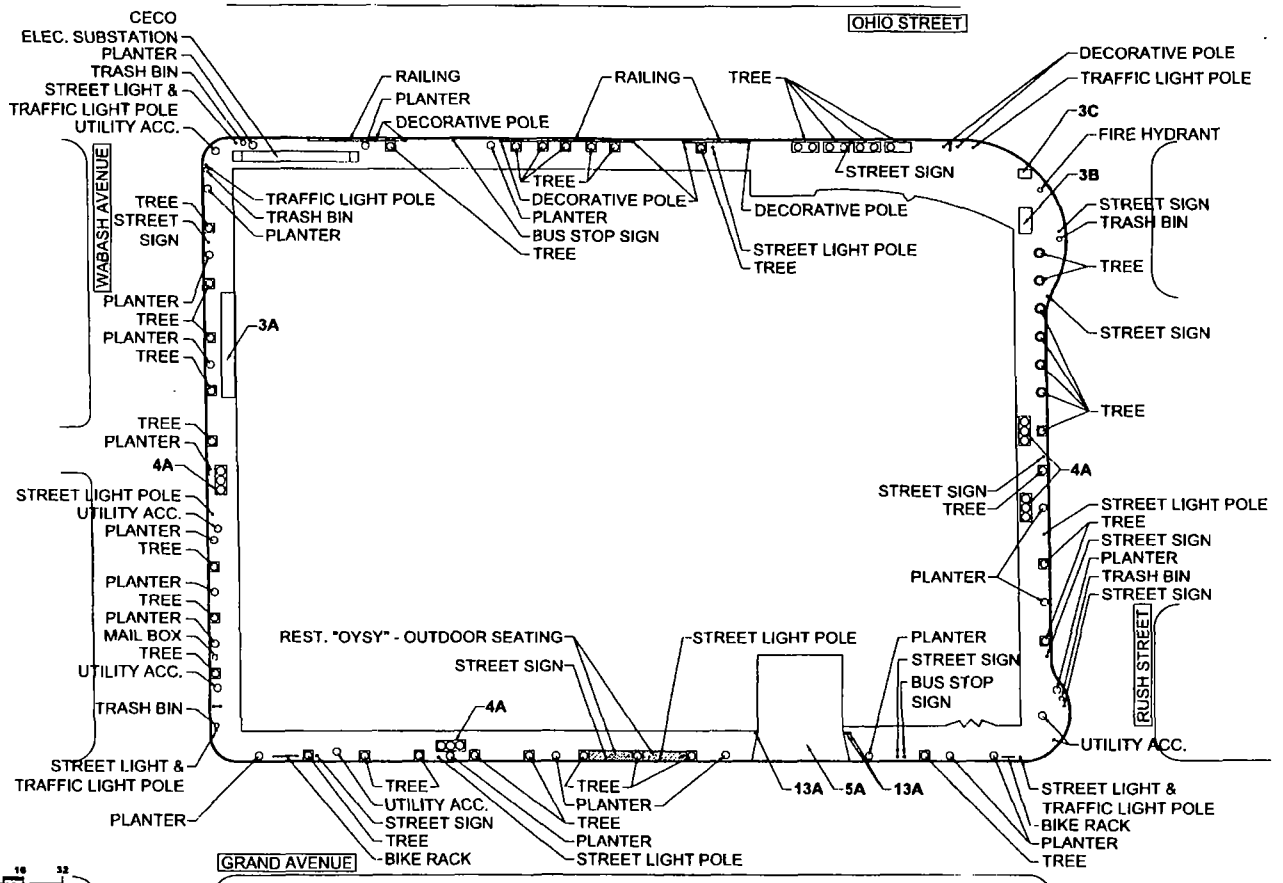 OHIO STREET
CECO
ELEC. SUBSTATION
PLANTER
TRASH BIN
STREET LIGHT &
TRAFFIC LIGHT POLE
UTILITY ACC.
RAILING
PLANTER
DECORATIVE POLE
RAILING
TREE
DECORATIVE POLE
TRAFFIC LIGHT POLE
3C
FIRE HYDRANT
3B
STREET SIGN
TRASH BIN
TREE
STREET SIGN
TREE
WABASH AVENUE
TRAFFIC LIGHT POLE
TRASH BIN
PLANTER
TREE
DECORATIVE POLE
PLANTER
BUS STOP SIGN
TREE
STREET SIGN
DECORATIVE POLE
STREET LIGHT POLE
TREE
TREE
STREET
SIGN
PLANTER
TREE
PLANTER
TREE
3A
TREE
PLANTER
4A
STREET LIGHT POLE
UTILITY ACC.
PLANTER
TREE
PLANTER
TREE
PLANTER
MAIL BOX
TREE
UTILITY ACC.
TRASH BIN
STREET LIGHT &
TRAFFIC LIGHT POLE
PLANTER
4A
STREET SIGN
TREE
PLANTER
STREET LIGHT POLE
TREE
STREET SIGN
PLANTER
TRASH BIN
STREET SIGN
RUSH STREET
UTILITY ACC.
REST. "OYSY" - OUTDOOR SEATING
STREET SIGN
STREET LIGHT POLE
PLANTER
STREET SIGN
BUS STOP
SIGN
4A
TREE
UTILITY ACC.
STREET SIGN
TREE
BIKE RACK
TREE
PLANTER
TREE
PLANTER
STREET LIGHT POLE
13A
5A
13A
STREET LIGHT &
TRAFFIC LIGHT POLE
BIKE RACK
PLANTER
TREE
GRAND AVENUE
16 32